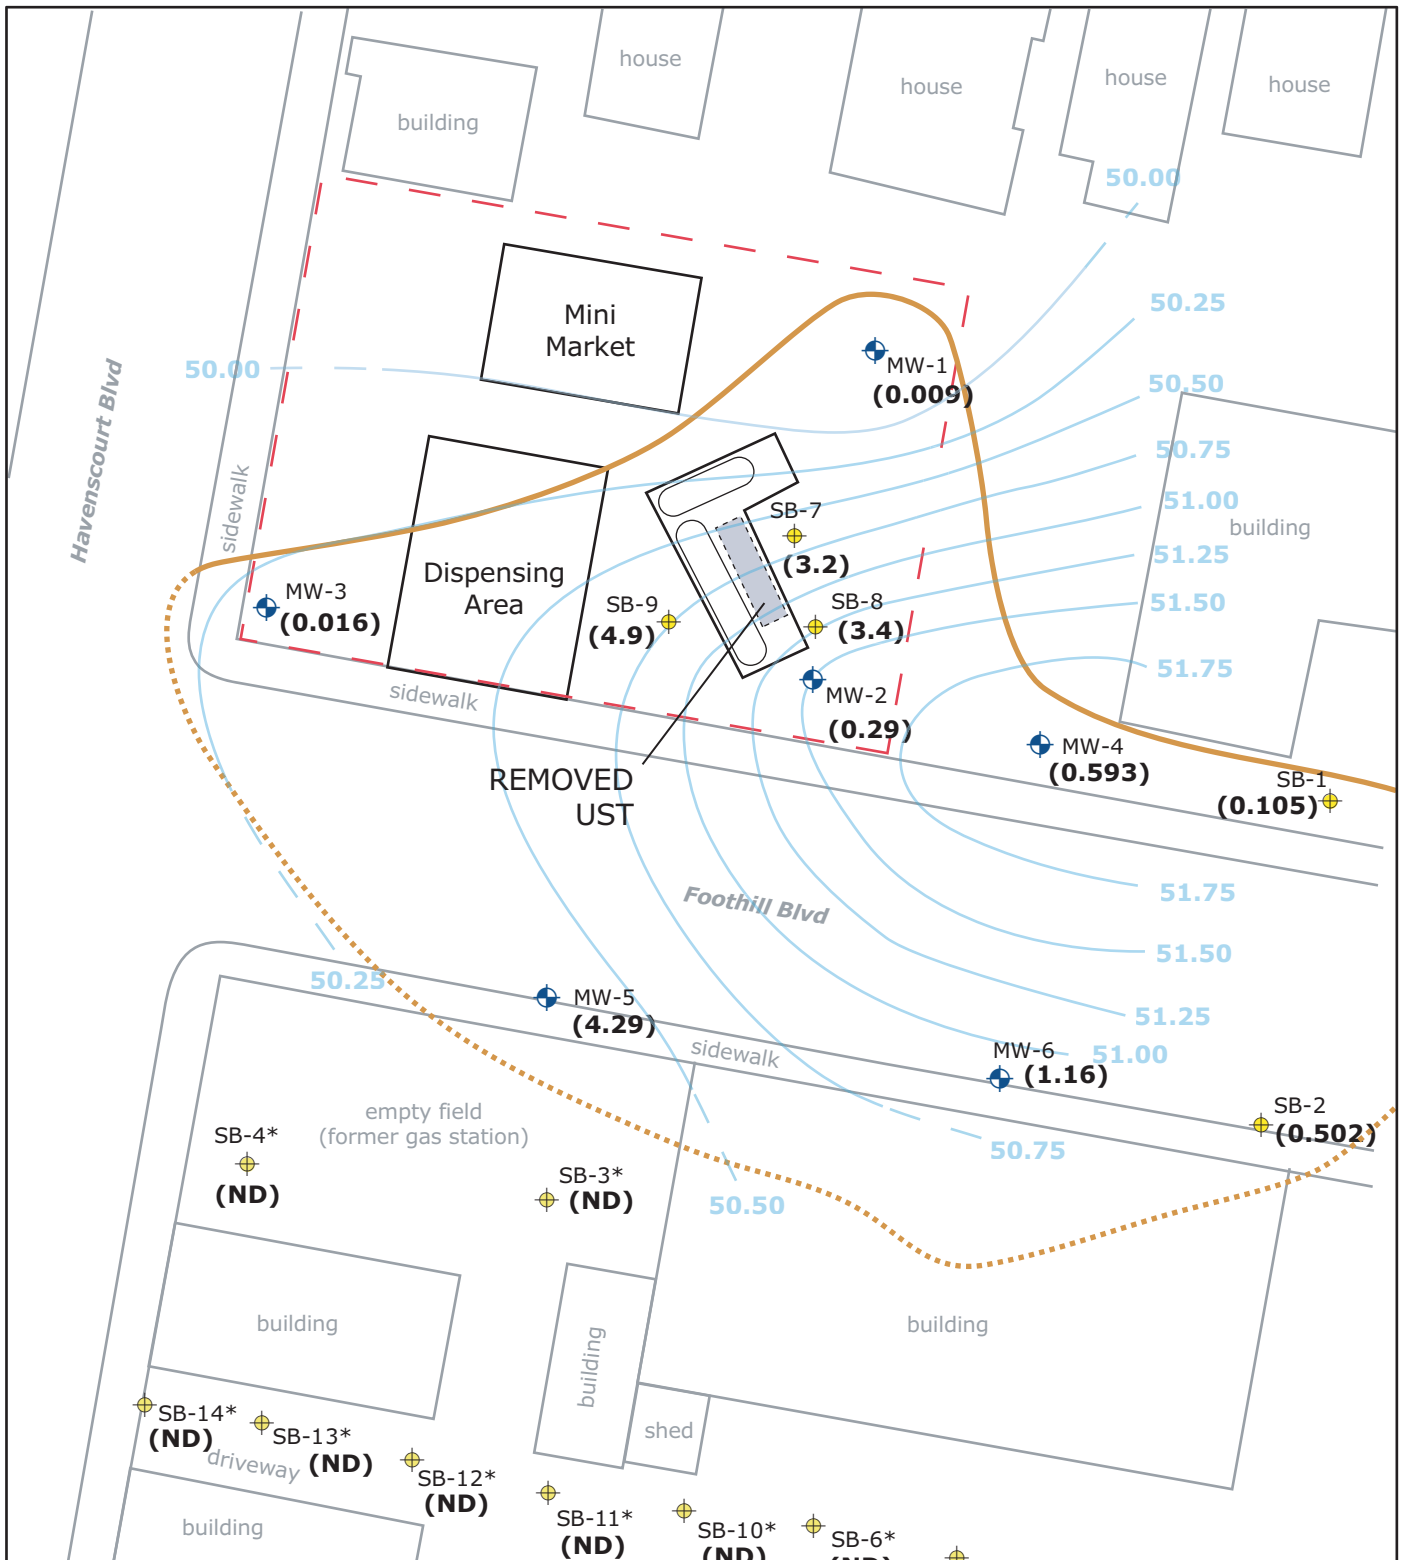 house
house
house
house
building
50.00
50.25
Mini
Market
50.00
MW-1
(0.009)
50.50
50.75
51.00
building
51.25
51.50
51.75
Havenscourt Blvd
sidewalk
SB-7
(3.2)
Dispensing
Area
MW-3
(0.016)
SB-9
(4.9)
SB-8
(3.4)
sidewalk
MW-2
(0.29)
MW-4
(0.593)
SB-1
(0.105)
REMOVED
UST
Foothill Blvd
51.75
51.50
50.25
MW-5
(4.29)
51.25
sidewalk
51.00
MW-6
(1.16)
SB-2
(0.502)
empty field
(former gas station)
50.75
SB-4*
(ND)
SB-3*
(ND)
50.50
building
building
building
SB-14*
(ND)
SB-13*
(ND)
driveway
shed
SB-12*
(ND)
SB-11*
(ND)
SB-10*
(ND)
SB-6*
(ND)
building